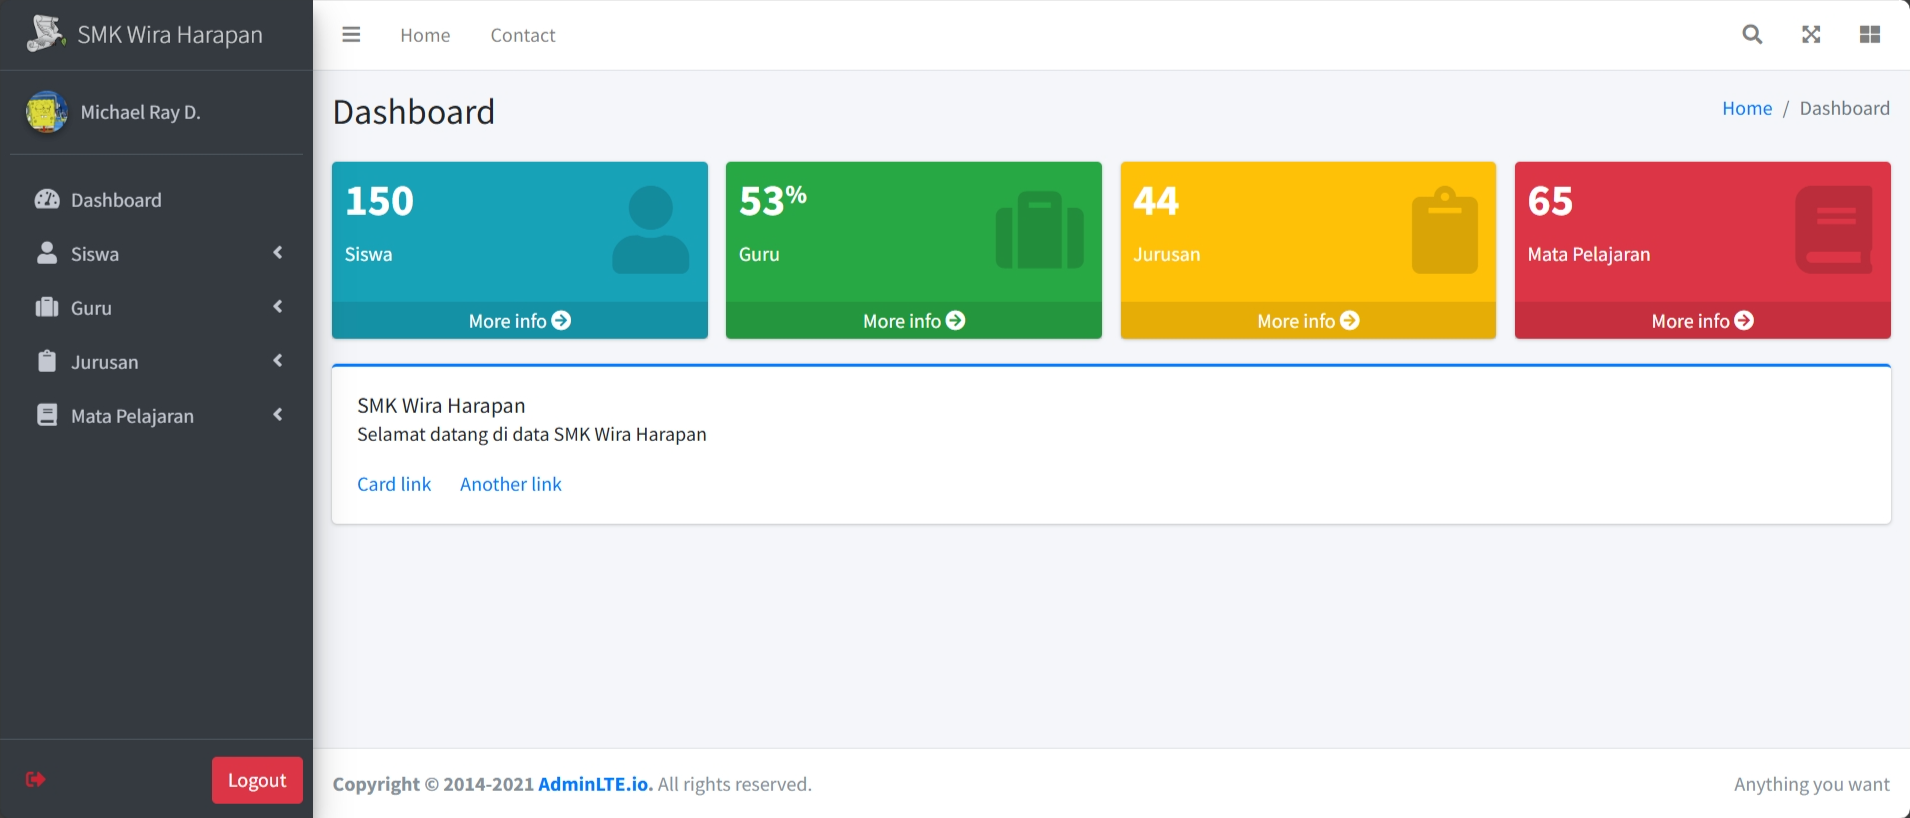 SMK Wira Harapan
Home
Contact
Michael Ray D.
Dashboard
Siswa
Guru
Jurusan
Mata Pelajaran
Logout
Dashboard
Home / Dashboard
150
Siswa
More info
53%
Guru
More info
44
Jurusan
More info
65
Mata Pelajaran
More info
SMK Wira Harapan
Selamat datang di data SMK Wira Harapan
Card link Another link
Copyright © 2014-2021 AdminLTE.io. All rights reserved.
Anything you want